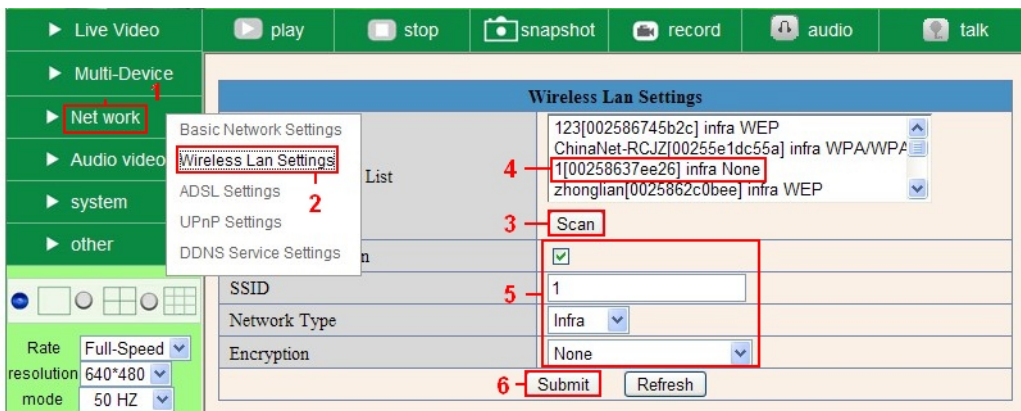 Live Video
play
stop
snapshot
record
audio
talk
Multi-Device
1
Net work
Audio video
system
other
Basic Network Settings
Wireless Lan Settings
2
ADSL Settings
UPnP Settings
DDNS Service Settings
Wireless Lan Settings
List
123[002586745b2c] infra WEP
ChinaNet-RCJZ[00255e1dc55a] infra WPA/WPA
4
1[00258637ee26] infra None
zhonglian[0025862c0bee] infra WEP
3
Scan
n
5
SSID
1
Network Type
Infra
Encryption
None
6
Submit
Refresh
Rate
Full-Speed
resolution
640*480
mode
50 HZ